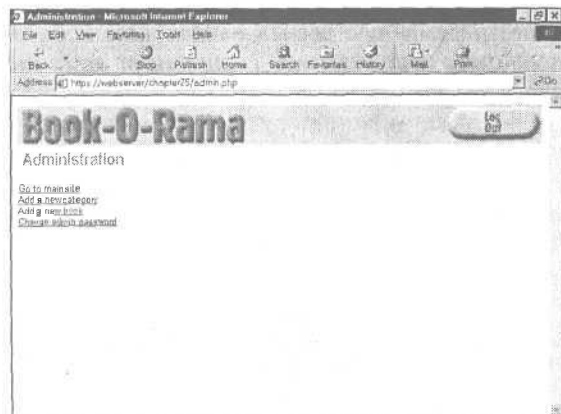 Administration - Microsoft Internet Explorer
File Edit View Favorites Tools Help
Back Stop Refresh Home Search Favorites History Mail Print
Address https://webserver/chapter25/admin.php Go
Book-O-Rama
Log Out
Administration
Go to main site
Add a new category
Add a new book
Change admin password